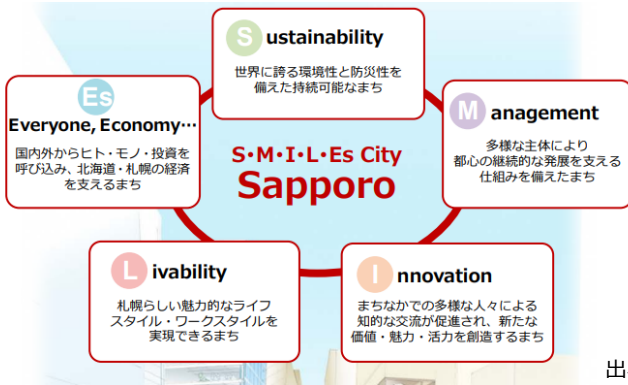 Sustainability
世界に誇る環境性と防災性を
備えた持続可能なまち
Es
Everyone, Economy…
国内外からヒト・モノ・投資を
呼び込み、北海道・札幌の経済
を支えるまち
Management
多様な主体により
都心の継続的な発展を支える
仕組みを備えたまち
S・M・I・L・Es City
Sapporo
Livability
札幌らしい魅力的なライフ
スタイル・ワークスタイルを
実現できるまち
Innovation
まちなかでの多様な人々による
知的な交流が促進され、新たな
価値・魅力・活力を創造するまち
出